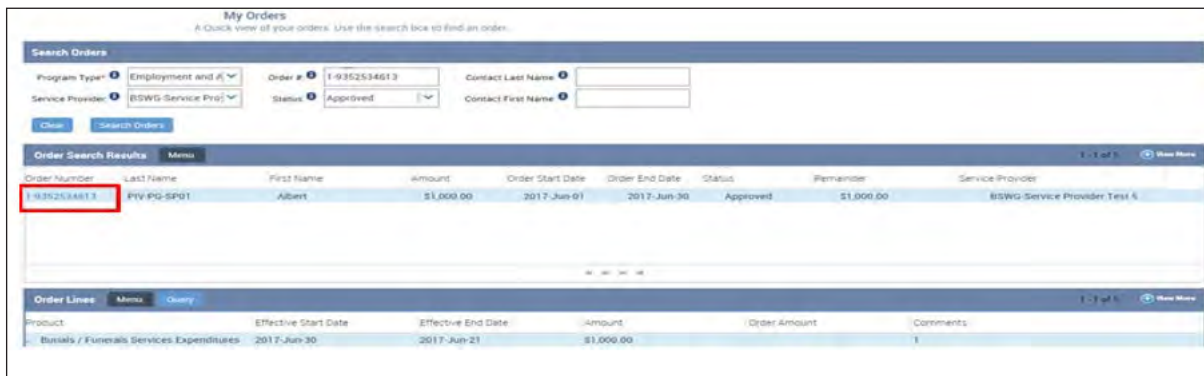 My Orders
A Quick view of your orders. Use the search box to find an order.
Search Orders
Program Type* Employment and A Order #: 1-9352534613 Contact Last Name
Service Provider: BSWG-Service Pro Status Approved Contact First Name
Clear Search Orders
Order Search Results Menu 1 - 1 of 1 Show More
Order Number Last Name First Name Amount Order Start Date Order End Date Status Remainder Service Provider
1-9352534613 PIV-PG-SP01 Albert $1,000.00 2017-Jun-01 2017-Jun-30 Approved $1,000.00 BSWG-Service Provider Test
Order Lines Menu Query Show More
Product Effective Start Date Effective End Date Amount Order Amount Comments
Burials / Funerals Services Expenditures 2017-Jun-30 2017-Jun-21 $1,000.00 1